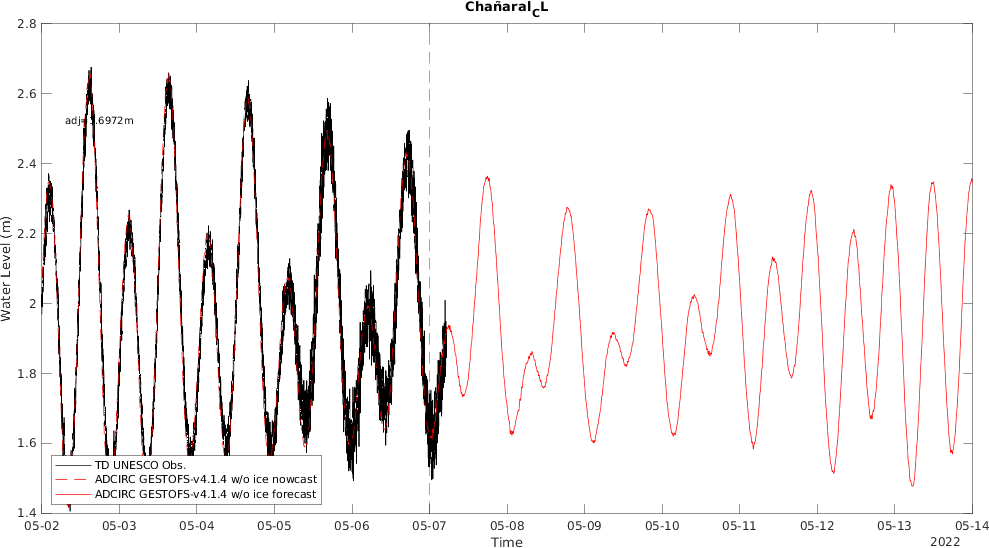 Chañaral_CL
2.8
2.6
adj= .6972m
2.4
2.2
Water Level (m)
2
1.8
1.6
TD UNESCO Obs.
ADCIRC GESTOFS-v4.1.4 w/o ice nowcast
ADCIRC GESTOFS-v4.1.4 w/o ice forecast
1.4
05-02 05-03 05-04 05-05 05-06 05-07 05-08 05-09 05-10 05-11 05-12 05-13 05-14
Time
2022